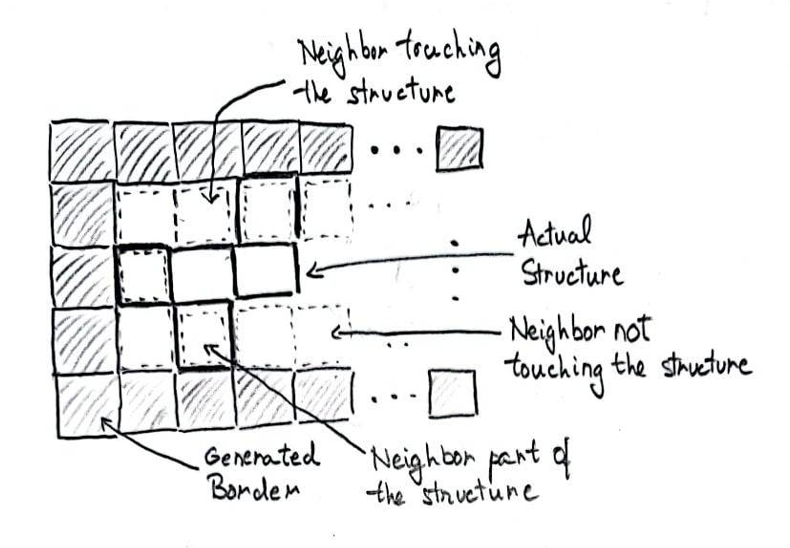 Neighbor touching
the structure
Actual
Structure
Neighbor not
touching the structure
Generated
Border
Neighbor part of
the structure